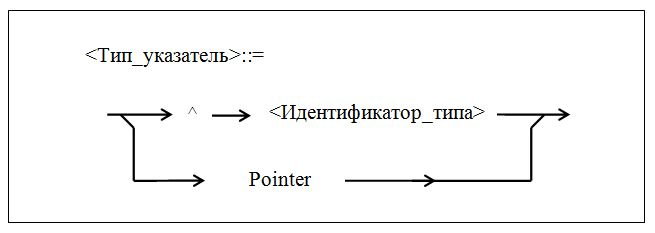 <Тип_указатель>::=
^ <Идентификатор_типа>
Pointer